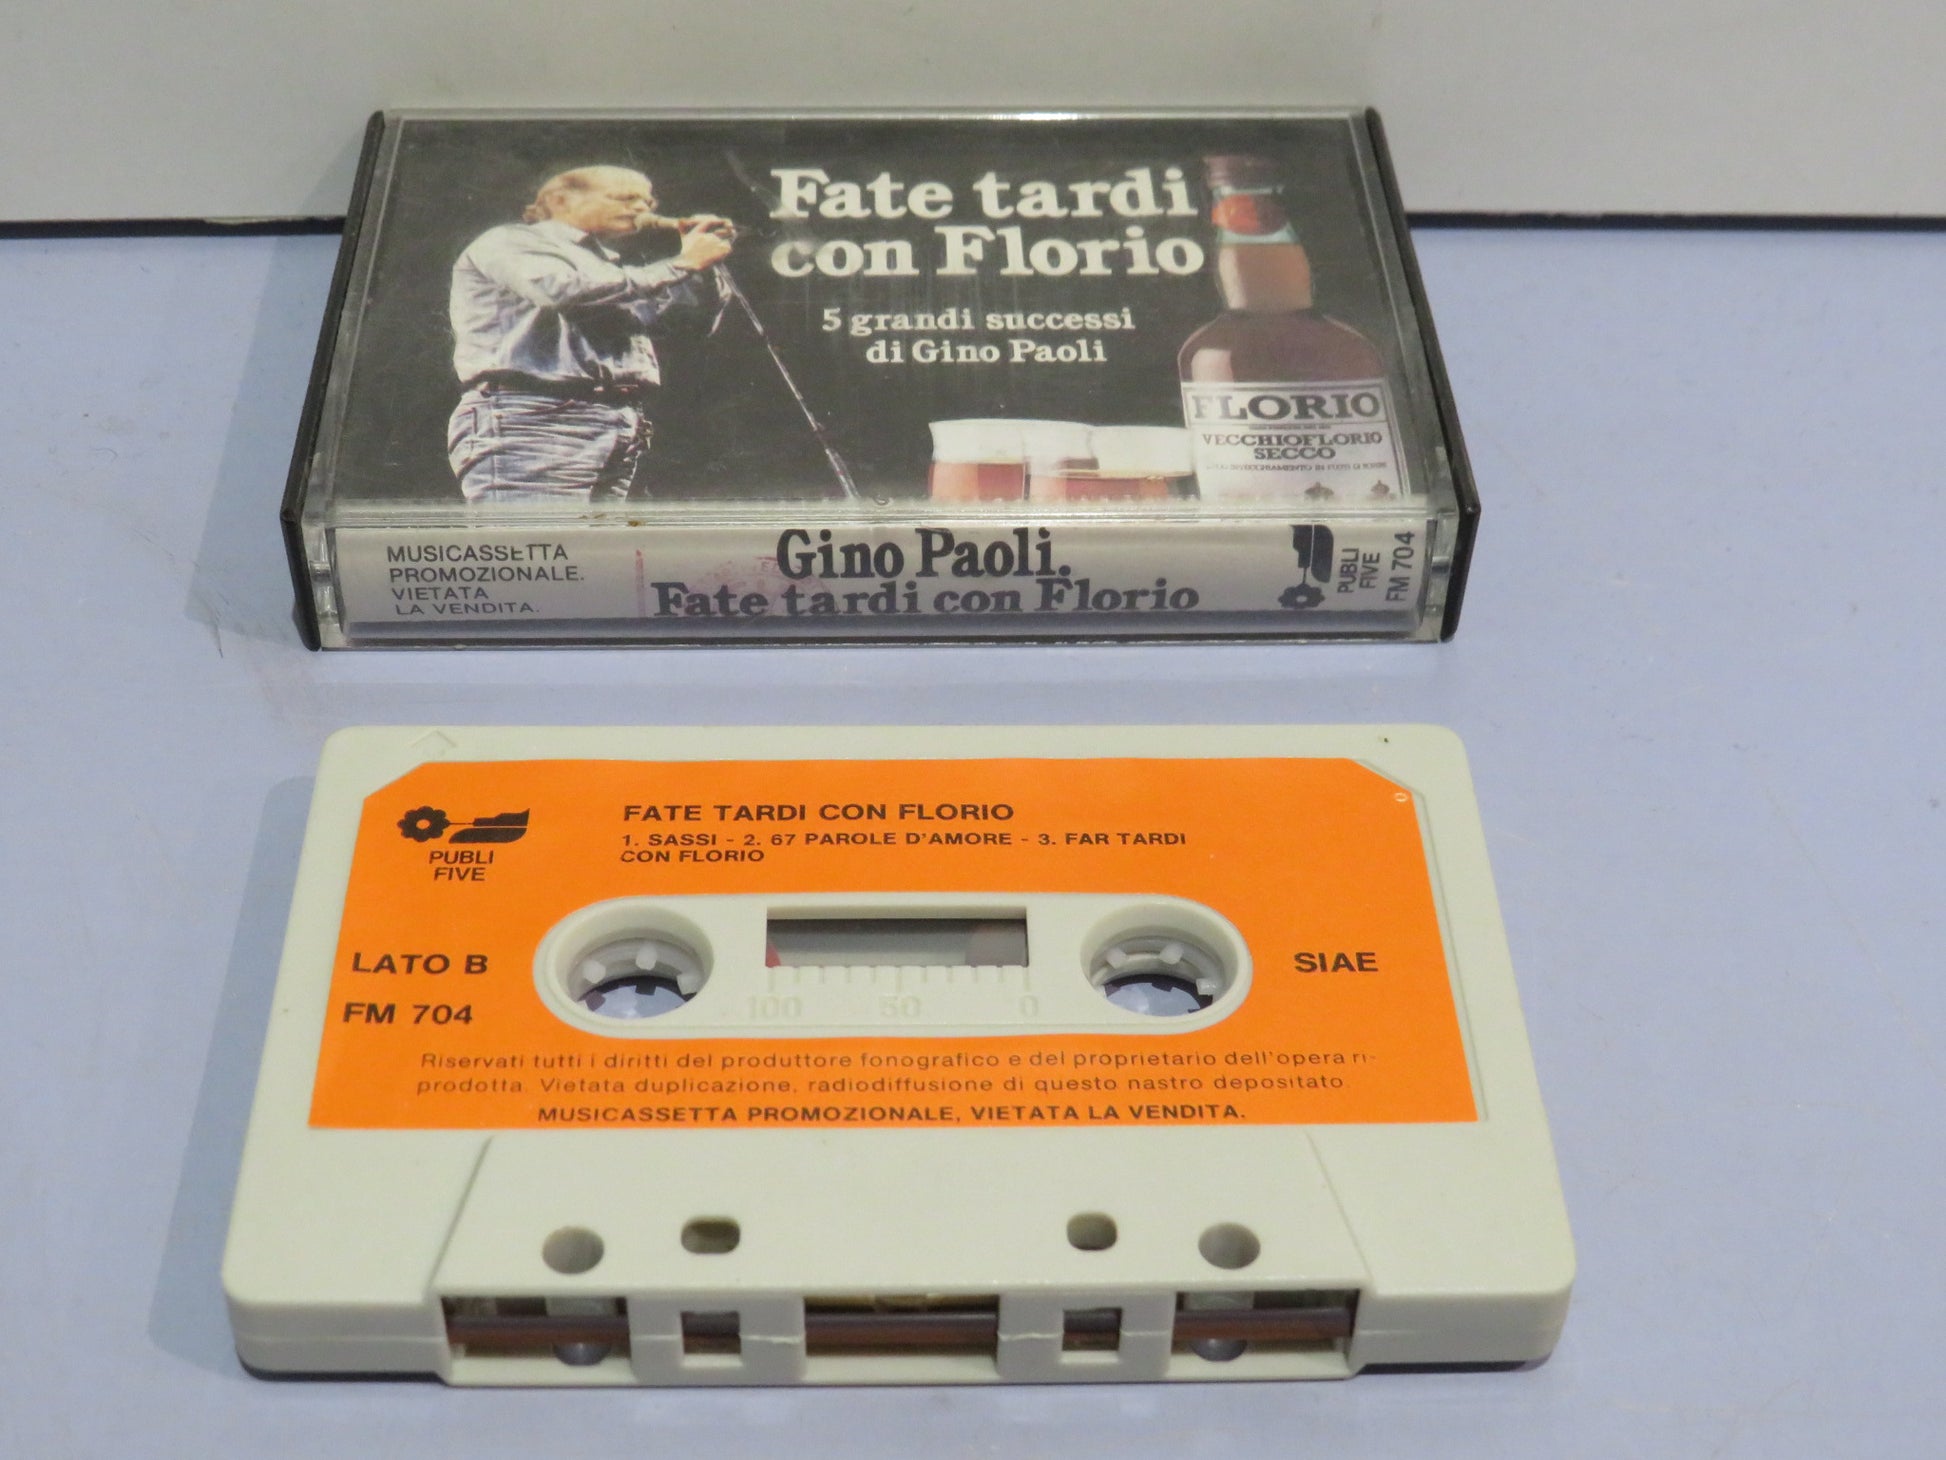 Fate tardi
con Florio
5 grandi successi
di Gino Paoli
FLORIO
VECCHIOFLORIO
SECCO
MUSICASSETTA
PROMOZIONALE.
VIETATA
LA VENDITA.
Gino Paoli.
Fate tardi con Florio
PUBLI
FIVE
FM 704
PUBLI
FIVE
FATE TARDI CON FLORIO
1. SASSI - 2. 67 PAROLE D'AMORE - 3. FAR TARDI
CON FLORIO
LATO B
SIAE
FM 704
100 50 0
Riservati tutti i diritti del produttore fonografico e del proprietario dell'opera ri-
prodotta. Vietata duplicazione, radiodiffusione di questo nastro depositato.
MUSICASSETTA PROMOZIONALE, VIETATA LA VENDITA.